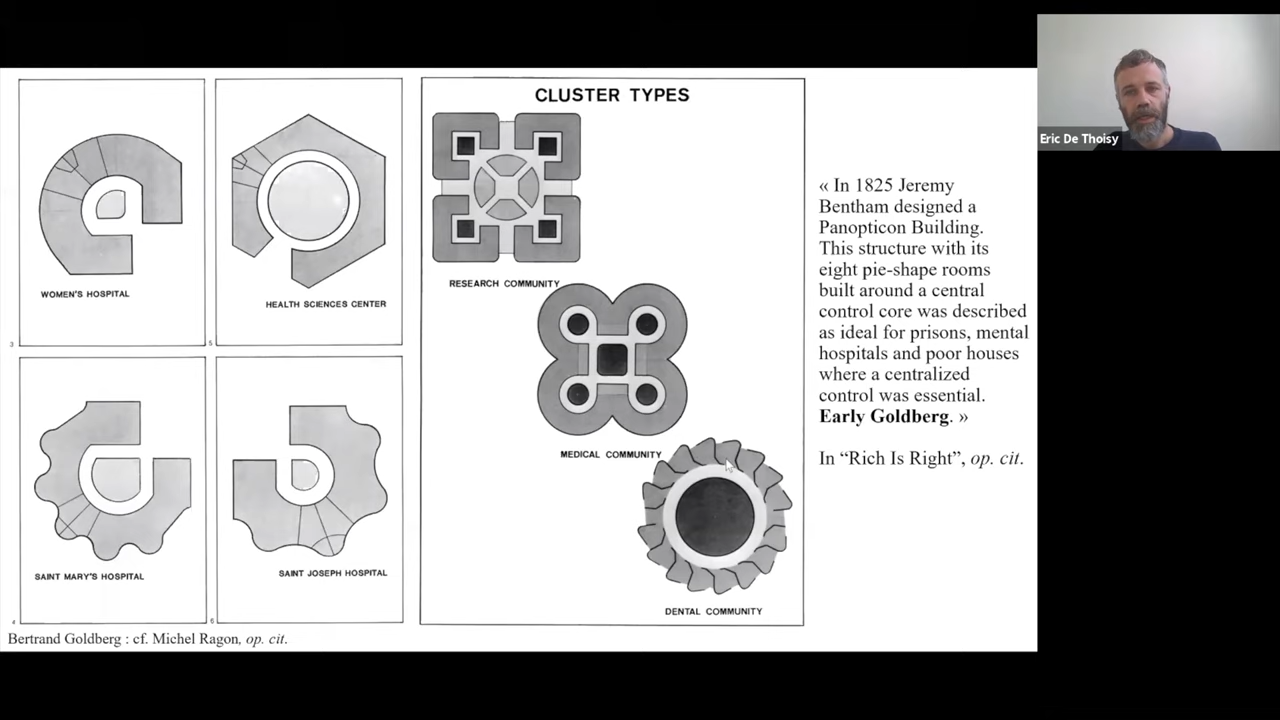 WOMEN'S HOSPITAL
3
HEALTH SCIENCES CENTER
5
SAINT MARY'S HOSPITAL
SAINT JOSEPH HOSPITAL
6
CLUSTER TYPES
RESEARCH COMMUNITY
MEDICAL COMMUNITY
DENTAL COMMUNITY
Bertrand Goldberg : cf. Michel Ragon, op. cit.
« In 1825 Jeremy
Bentham designed a
Panopticon Building.
This structure with its
eight pie-shape rooms
built around a central
control core was described
as ideal for prisons, mental
hospitals and poor houses
where a centralized
control was essential.
Early Goldberg. »
In “Rich Is Right”, op. cit.
Eric De Thoisy